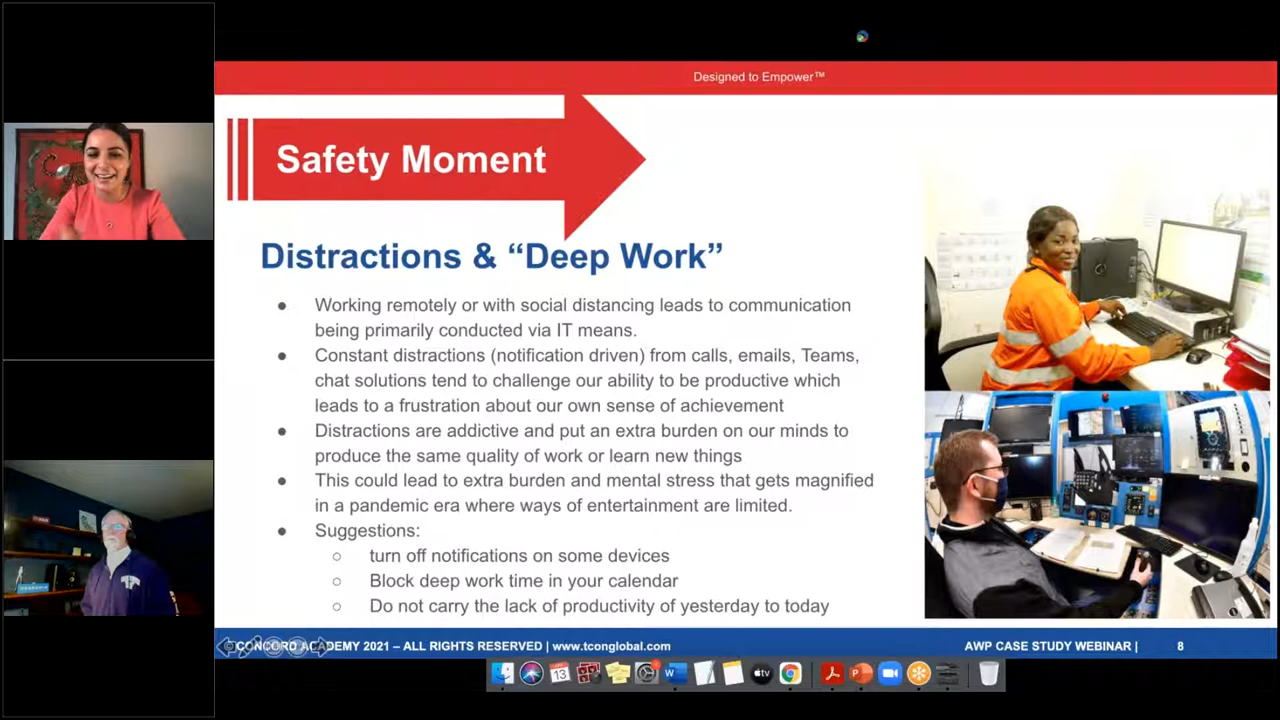 Designed to Empower™
Safety Moment
Distractions & “Deep Work”
● Working remotely or with social distancing leads to communication
being primarily conducted via IT means.
● Constant distractions (notification driven) from calls, emails, Teams,
chat solutions tend to challenge our ability to be productive which
leads to a frustration about our own sense of achievement
● Distractions are addictive and put an extra burden on our minds to
produce the same quality of work or learn new things
● This could lead to extra burden and mental stress that gets magnified
in a pandemic era where ways of entertainment are limited.
● Suggestions:
○ turn off notifications on some devices
○ Block deep work time in your calendar
○ Do not carry the lack of productivity of yesterday to today
© CONCORD ACADEMY 2021 – ALL RIGHTS RESERVED | www.tconglobal.com
AWP CASE STUDY WEBINAR | 8
13
tv